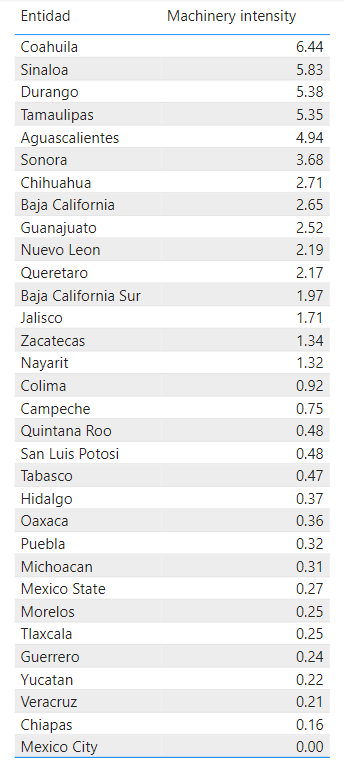 Entidad Machinery intensity
Coahuila 6.44
Sinaloa 5.83
Durango 5.38
Tamaulipas 5.35
Aguascalientes 4.94
Sonora 3.68
Chihuahua 2.71
Baja California 2.65
Guanajuato 2.52
Nuevo Leon 2.19
Queretaro 2.17
Baja California Sur 1.97
Jalisco 1.71
Zacatecas 1.34
Nayarit 1.32
Colima 0.92
Campeche 0.75
Quintana Roo 0.48
San Luis Potosi 0.48
Tabasco 0.47
Hidalgo 0.37
Oaxaca 0.36
Puebla 0.32
Michoacan 0.31
Mexico State 0.27
Morelos 0.25
Tlaxcala 0.25
Guerrero 0.24
Yucatan 0.22
Veracruz 0.21
Chiapas 0.16
Mexico City 0.00